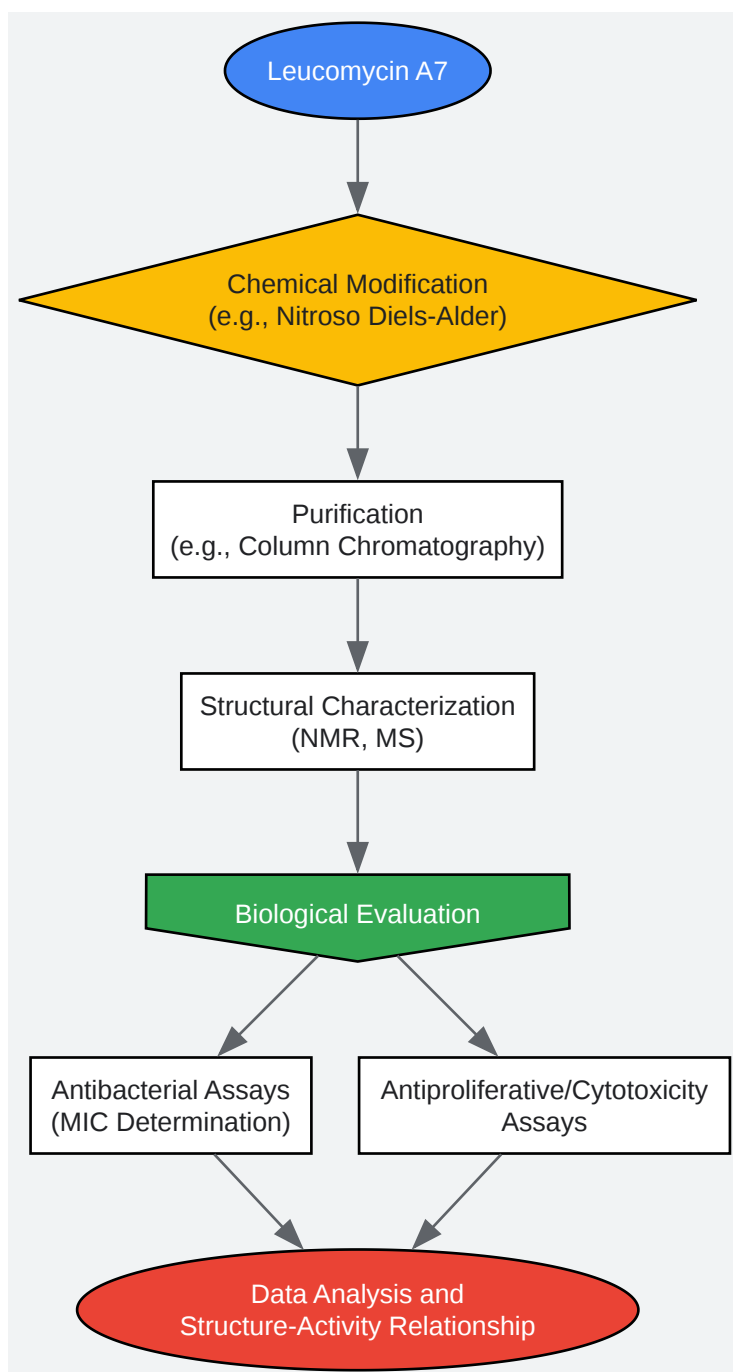 Leucomycin A7
Chemical Modification
(e.g., Nitroso Diels-Alder)
Purification
(e.g., Column Chromatography)
Structural Characterization
(NMR, MS)
Biological Evaluation
Antibacterial Assays
(MIC Determination)
Antiproliferative/Cytotoxicity
Assays
Data Analysis and
Structure-Activity Relationship